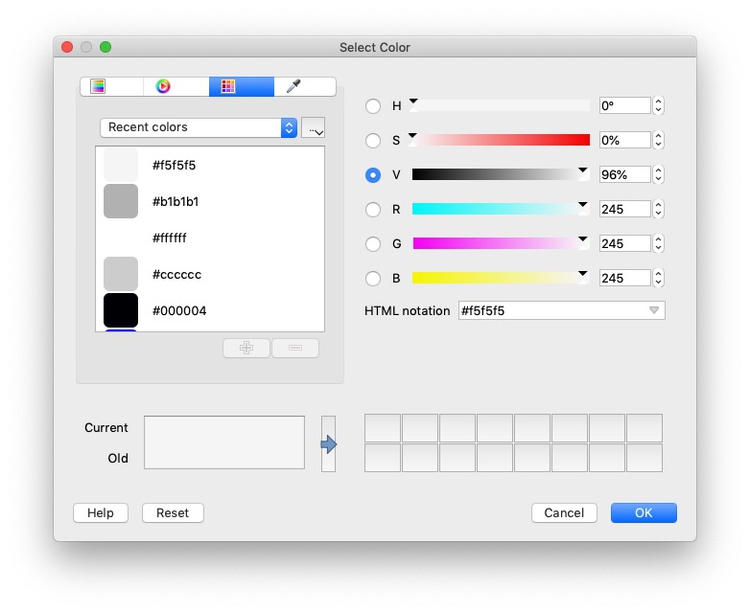 Select Color
Recent colors
...
#f5f5f5
#b1b1b1
#ffffff
#cccccc
#000004
H 0°
S 0%
V 96%
R 245
G 245
B 245
HTML notation #f5f5f5
Current
Old
Help
Reset
Cancel
OK